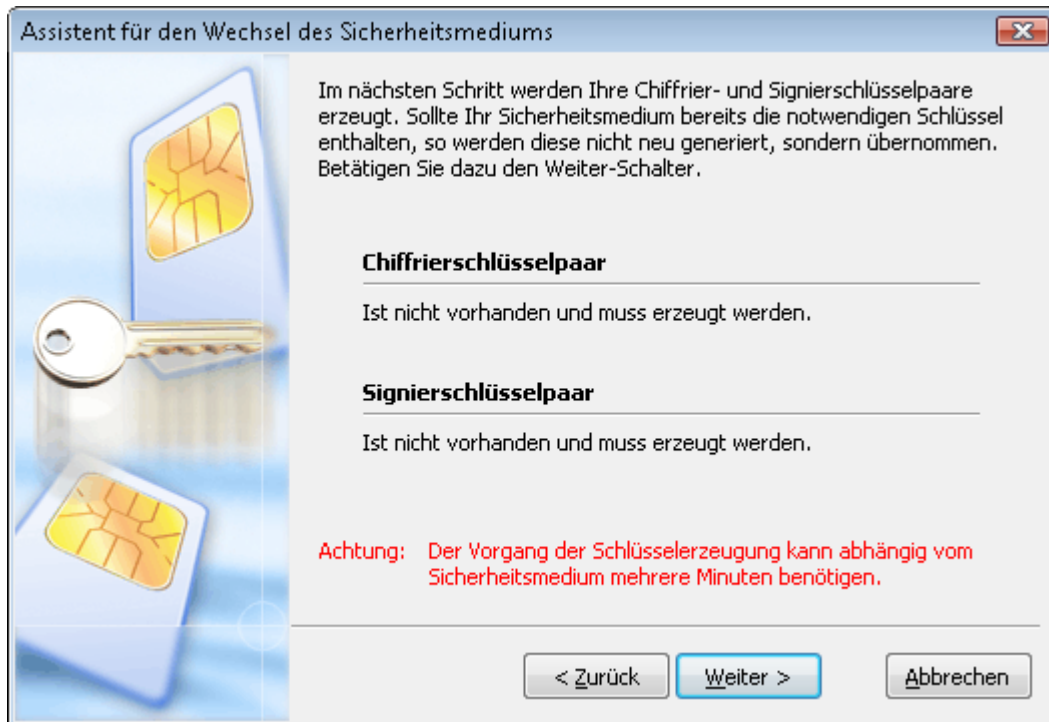 Assistent für den Wechsel des Sicherheitsmediums
Im nächsten Schritt werden Ihre Chiffrier- und Signierschlüsselpaare
erzeugt. Sollte Ihr Sicherheitsmedium bereits die notwendigen Schlüssel
enthalten, so werden diese nicht neu generiert, sondern übernommen.
Betätigen Sie dazu den Weiter-Schalter.
Chiffrierschlüsselpaar
Ist nicht vorhanden und muss erzeugt werden.
Signierschlüsselpaar
Ist nicht vorhanden und muss erzeugt werden.
Achtung: Der Vorgang der Schlüsselerzeugung kann abhängig vom
Sicherheitsmedium mehrere Minuten benötigen.
< Zurück Weiter > Abbrechen